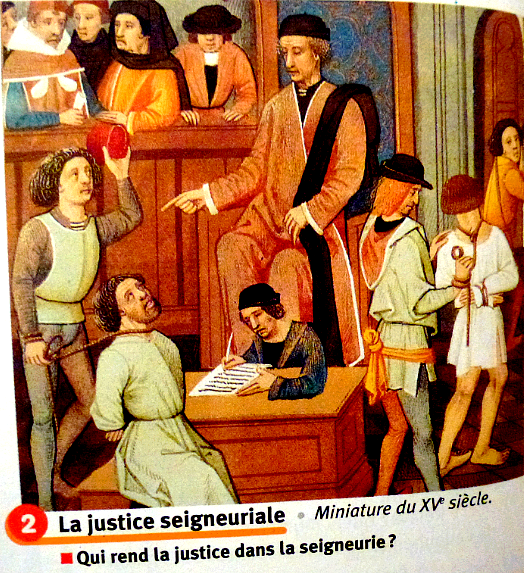 2 La justice seigneuriale • Miniature du XVe siècle.
■ Qui rend la justice dans la seigneurie ?